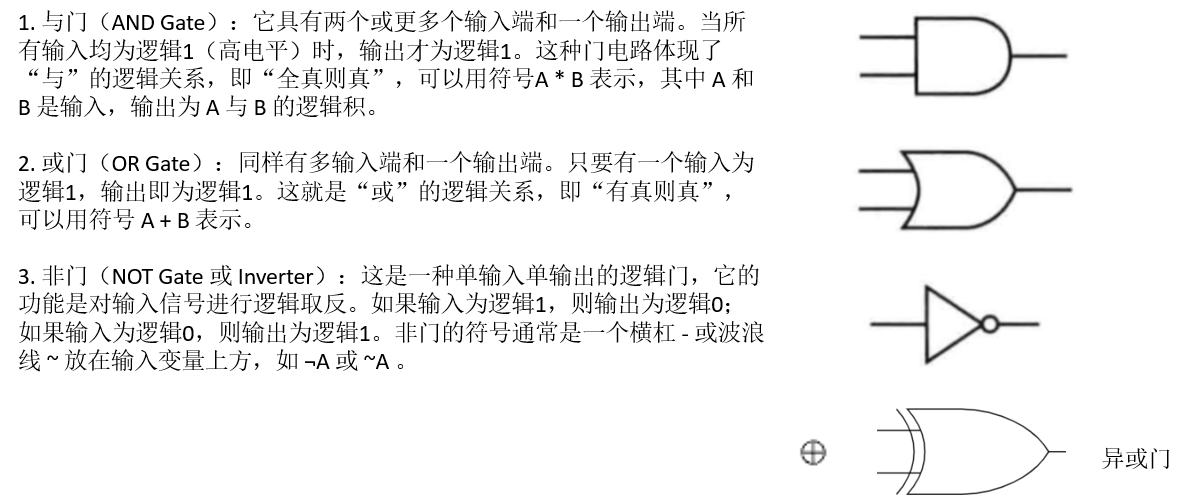 1. 与门（AND Gate）：它具有两个或更多个输入端和一个输出端。当所
有输入均为逻辑1（高电平）时，输出才为逻辑1。这种门电路体现了
“与”的逻辑关系，即“全真则真”，可以用符号A * B 表示，其中 A 和
B 是输入，输出为 A 与 B 的逻辑积。
2. 或门（OR Gate）：同样有多输入端和一个输出端。只要有一个输入为
逻辑1，输出即为逻辑1。这就是“或”的逻辑关系，即“有真则真”，
可以用符号 A + B 表示。
3. 非门（NOT Gate 或 Inverter）：这是一种单输入单输出的逻辑门，它的
功能是对输入信号进行逻辑取反。如果输入为逻辑1，则输出为逻辑0；
如果输入为逻辑0，则输出为逻辑1。非门的符号通常是一个横杠 - 或波浪
线 ~ 放在输入变量上方，如 ¬A 或 ~A 。
⊕ 异或门